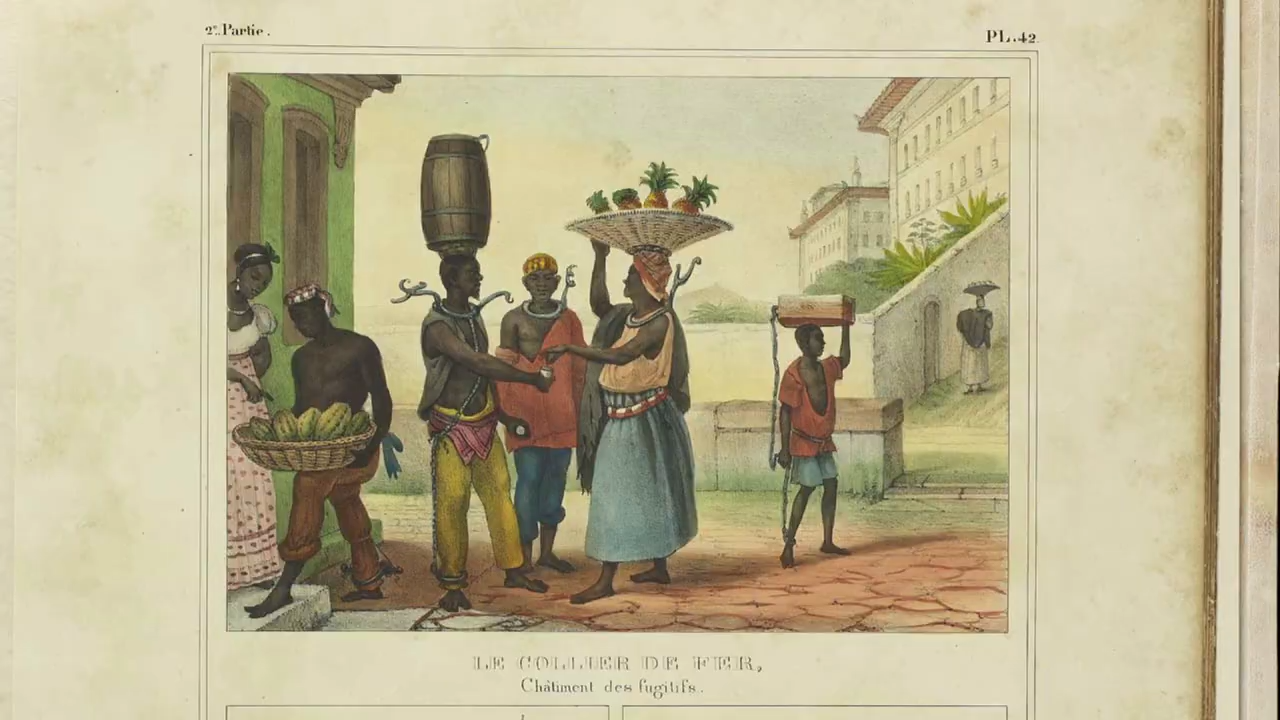 2e. Partie.
PL. 42.
LE COLLIER DE FER,
Châtiment des fugitifs.